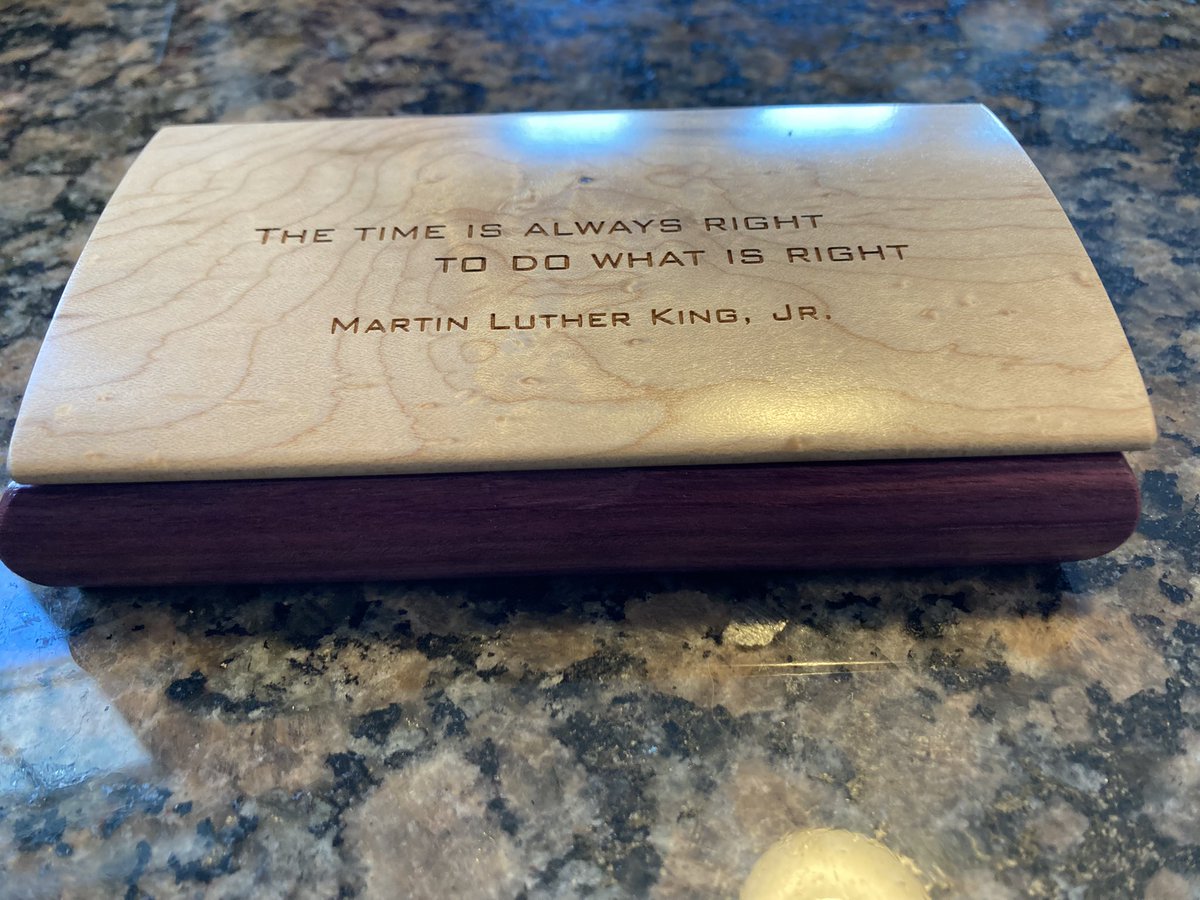 THE TIME IS ALWAYS RIGHT
TO DO WHAT IS RIGHT
MARTIN LUTHER KING, JR.